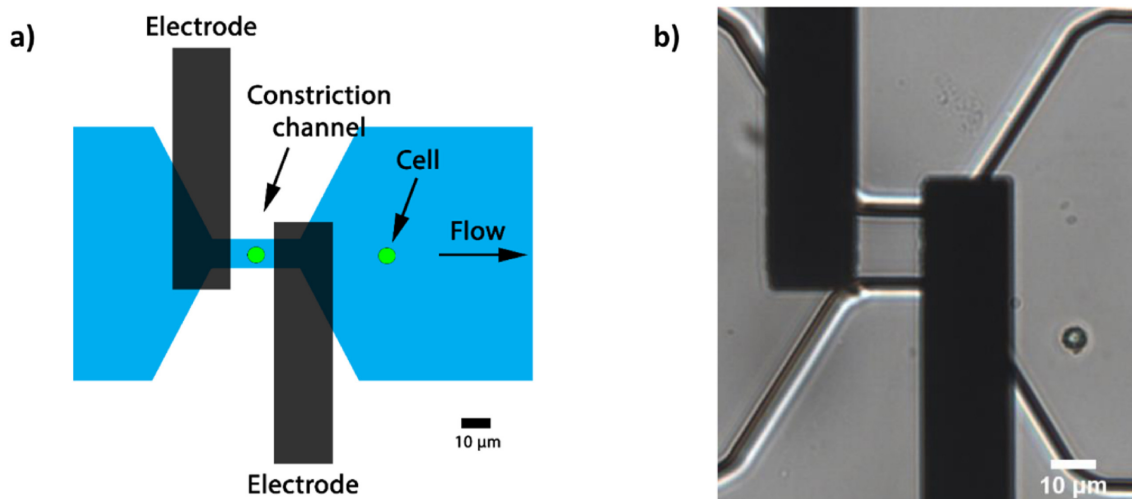 a)
Electrode
Constriction
channel
Cell
Flow
10 µm
Electrode
b)
10 µm